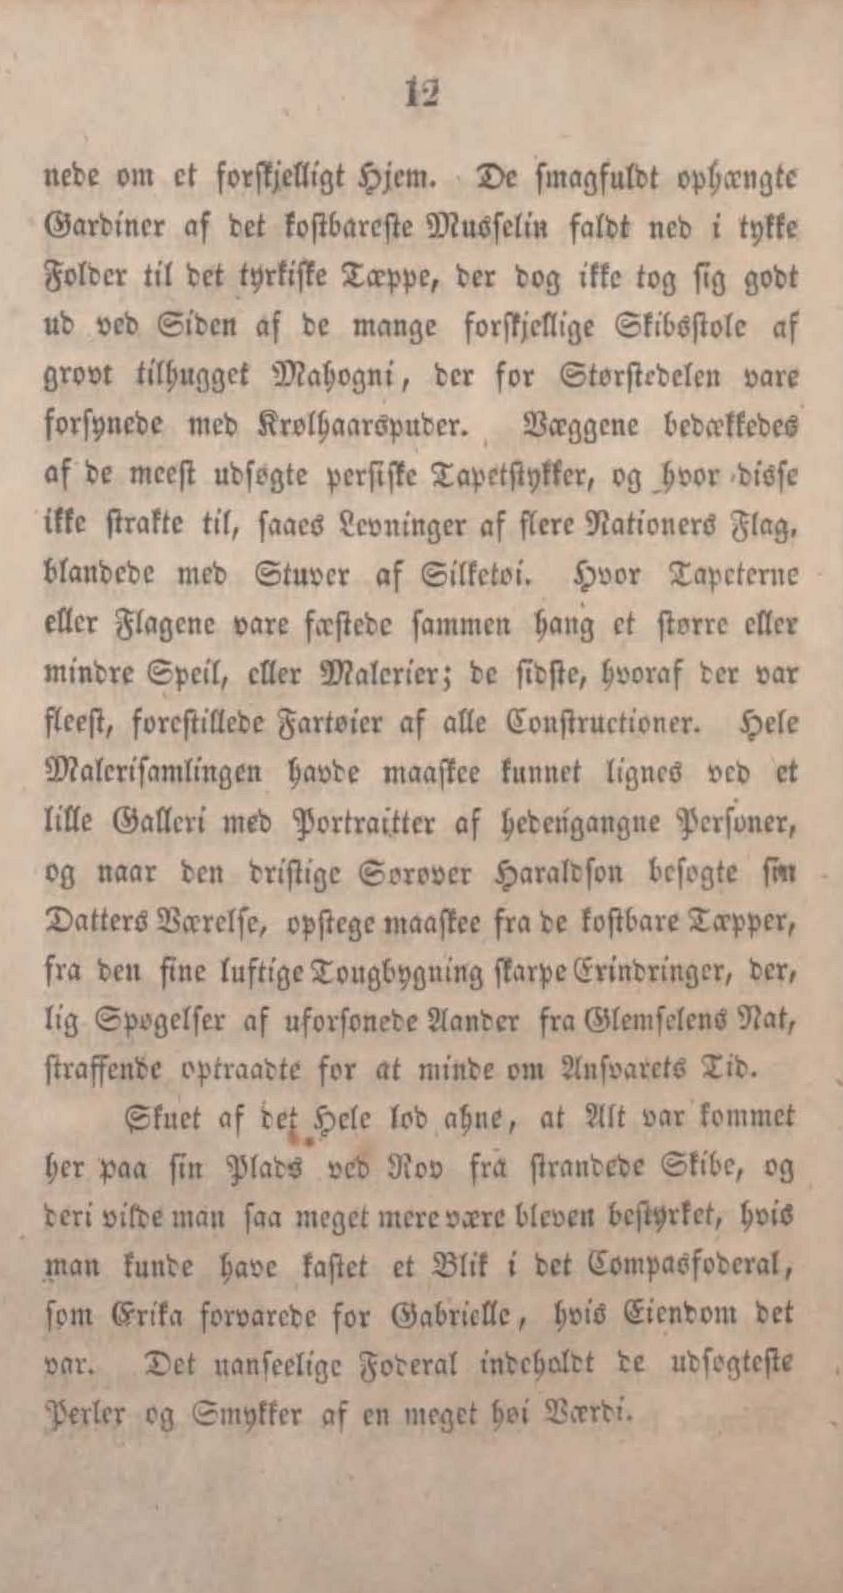 12
nede om et forskjelligt Hjem. De smagfuldt ophængte
Gardiner af det kostbareste Musselin faldt ned i tykke
Folder til det tyrkiske Tæppe, der dog ikke tog sig godt
ud ved Siden af de mange forskjellige Skibsstole af
grovt tilhugget Mahogni, der for Størstedelen vare
forsynede med Krølhaarspuder. Væggene bedækkedes
af de meest udsøgte persiske Tapetstykker, og hvor disse
ikke strakte til, saaes Levninger af flere Nationers Flag,
blandede med Stuver af Silketøi. Hvor Tapeterne
eller Flagene vare fæstede sammen hang et større eller
mindre Speil, eller Malerier; de sidste, hvoraf der var
fleest, forestillede Fartøier af alle Constructioner. Hele
Malerisamlingen havde maaskee kunnet lignes ved et
lille Galleri med Portraitter af hedengangne Personer,
og naar den dristige Sørøver Haraldson besøgte sin
Datters Værelse, opstege maaskee fra de kostbare Tæpper,
fra den fine luftige Tougbygning skarpe Erindringer, der,
lig Spøgelser af uforsonede Aander fra Glemselens Nat,
straffende optraadte for at minde om Ansvarets Tid.
Skuet af det Hele lod ahne, at Alt var kommet
her paa sin Plads ved Rov fra strandede Skibe, og
deri vilde man saa meget mere være bleven bestyrket, hvis
man kunde have kastet et Blik i det Compasfoderal,
som Erika forvarede for Gabrielle, hvis Eiendom det
var. Det uanseelige Foderal indeholdt de udsøgteste
Perler og Smykker af en meget høi Værdi.